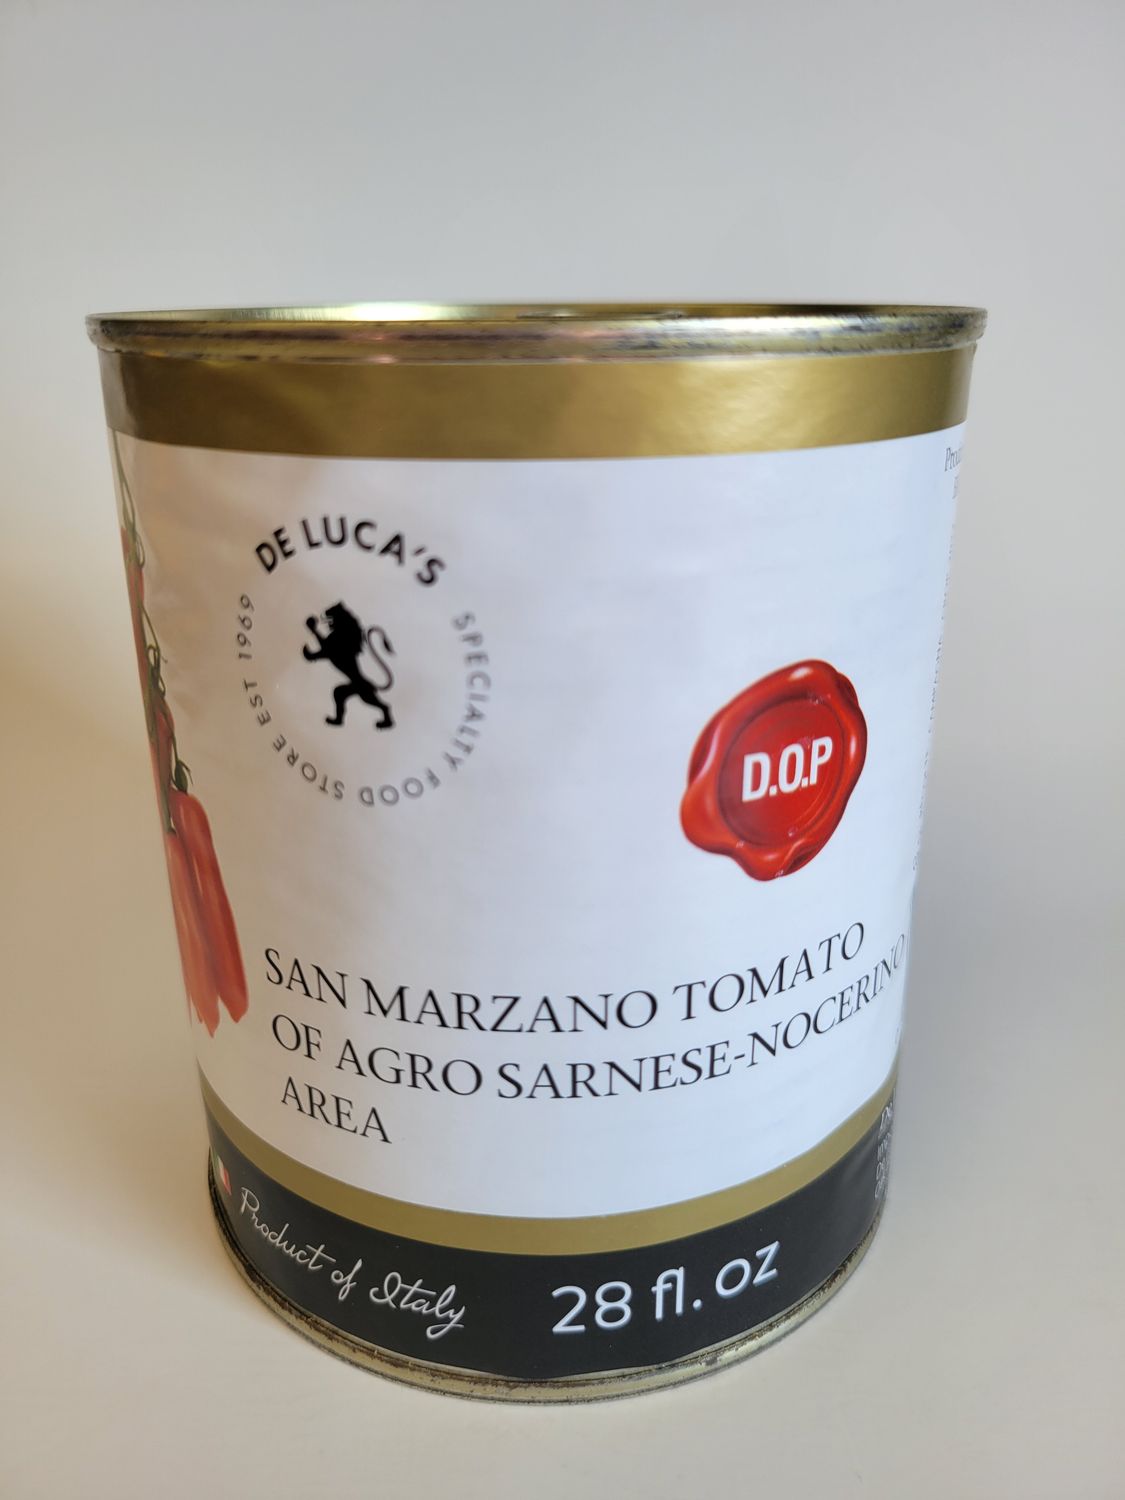 DE LUCA'S
SPECIALTY FOOD STORE EST 1969
D.O.P
SAN MARZANO TOMATO
OF AGRO SARNESE-NOCERINO
AREA
Product of Italy
28 fl. oz